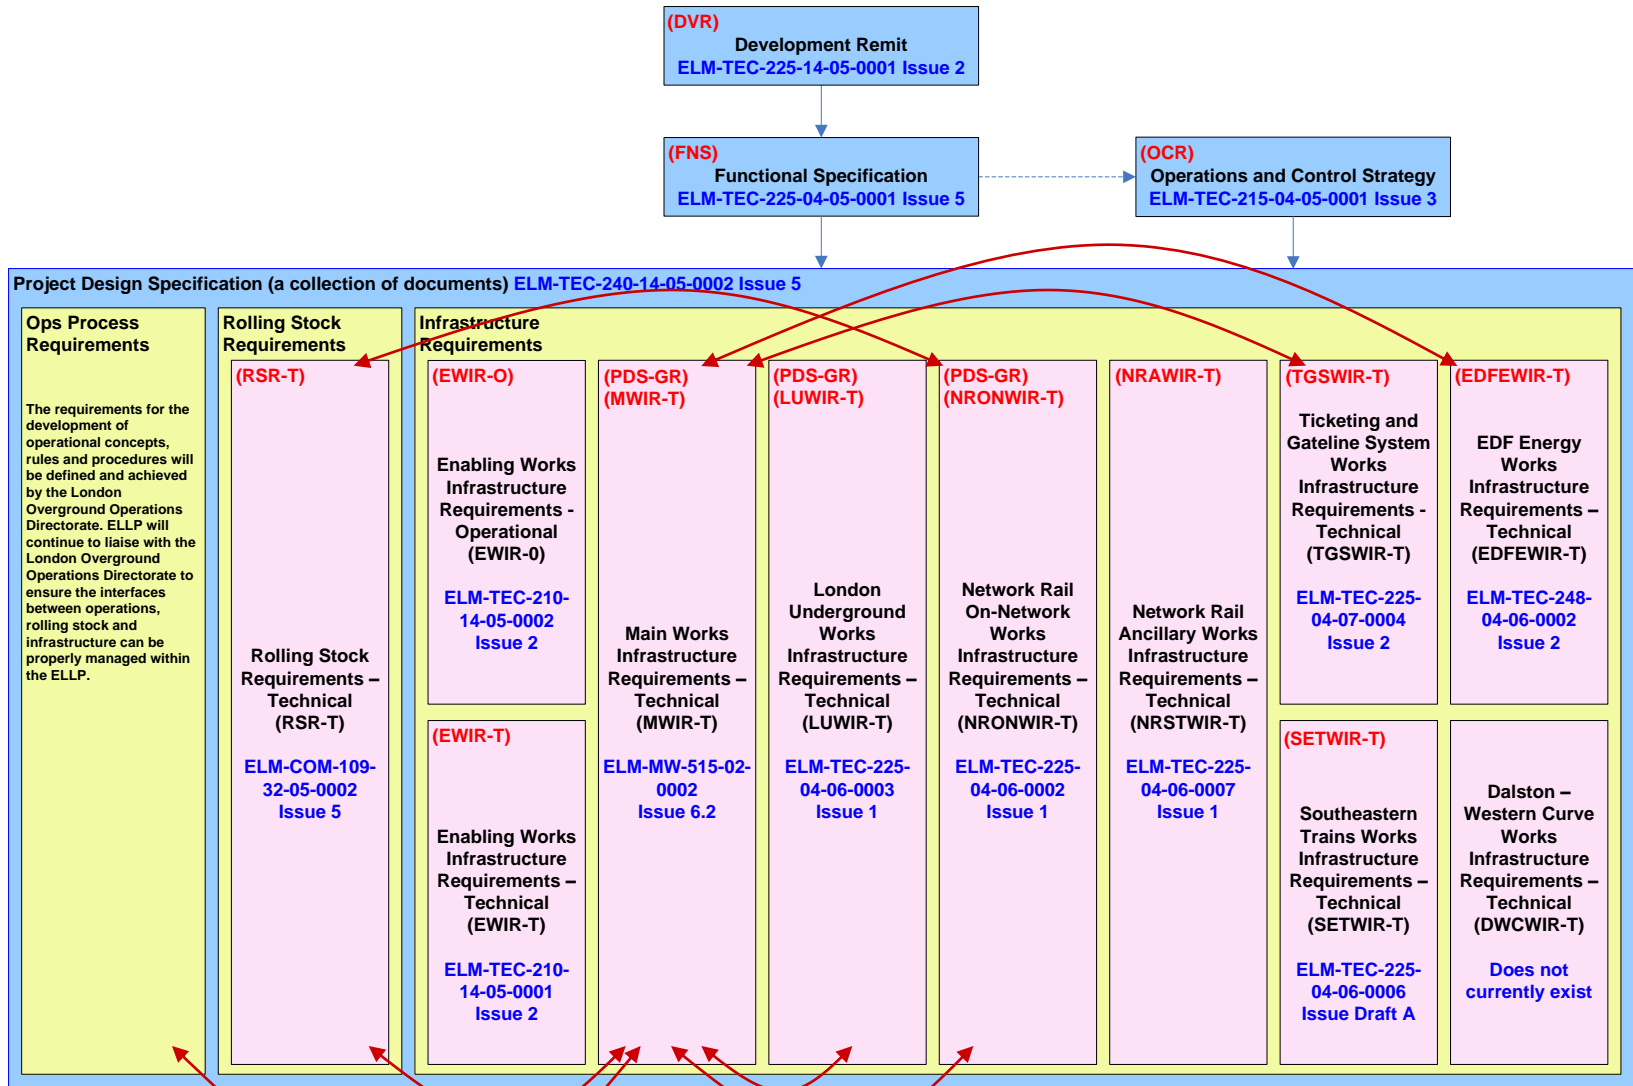 (DVR)
Development Remit
ELM-TEC-225-14-05-0001 Issue 2
(FNS)
Functional Specification
ELM-TEC-225-04-05-0001 Issue 5
(OCR)
Operations and Control Strategy
ELM-TEC-215-04-05-0001 Issue 3
Project Design Specification (a collection of documents) ELM-TEC-240-14-05-0002 Issue 5
Ops Process
Requirements
The requirements for the
development of
operational concepts,
rules and procedures will
be defined and achieved
by the London
Overground Operations
Directorate. ELLP will
continue to liaise with the
London Overground
Operations Directorate to
ensure the interfaces
between operations,
rolling stock and
infrastructure can be
properly managed within
the ELLP.
Rolling Stock
Requirements
(RSR-T)
Rolling Stock
Requirements –
Technical
(RSR-T)
ELM-COM-109-
32-05-0002
Issue 5
Infrastructure
Requirements
(EWIR-O)
Enabling Works
Infrastructure
Requirements -
Operational
(EWIR-0)
ELM-TEC-210-
14-05-0002
Issue 2
(EWIR-T)
Enabling Works
Infrastructure
Requirements –
Technical
(EWIR-T)
ELM-TEC-210-
14-05-0001
Issue 2
(PDS-GR)
(MWIR-T)
Main Works
Infrastructure
Requirements –
Technical
(MWIR-T)
ELM-MW-515-02-
0002
Issue 6.2
(PDS-GR)
(LUWIR-T)
London
Underground
Works
Infrastructure
Requirements –
Technical
(LUWIR-T)
ELM-TEC-225-
04-06-0003
Issue 1
(PDS-GR)
(NRONWIR-T)
Network Rail
On-Network
Works
Infrastructure
Requirements –
Technical
(NRONWIR-T)
ELM-TEC-225-
04-06-0002
Issue 1
(NRAWIR-T)
Network Rail
Ancillary Works
Infrastructure
Requirements –
Technical
(NRSTWIR-T)
ELM-TEC-225-
04-06-0007
Issue 1
(TGSWIR-T)
Ticketing and
Gateline System
Works
Infrastructure
Requirements -
Technical
(TGSWIR-T)
ELM-TEC-225-
04-07-0004
Issue 2
(SETWIR-T)
Southeastern
Trains Works
Infrastructure
Requirements –
Technical
(SETWIR-T)
ELM-TEC-225-
04-06-0006
Issue Draft A
(EDFEWIR-T)
EDF Energy
Works
Infrastructure
Requirements –
Technical
(EDFEWIR-T)
ELM-TEC-248-
04-06-0002
Issue 2
Dalston –
Western Curve
Works
Infrastructure
Requirements –
Technical
(DWCWIR-T)
Does not
currently exist